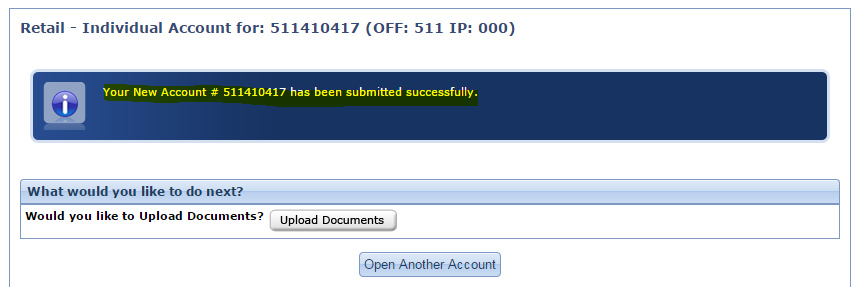 Retail - Individual Account for: 511410417 (OFF: 511 IP: 000)
Your New Account # 511410417 has been submitted successfully.
What would you like to do next?
Would you like to Upload Documents? Upload Documents
Open Another Account